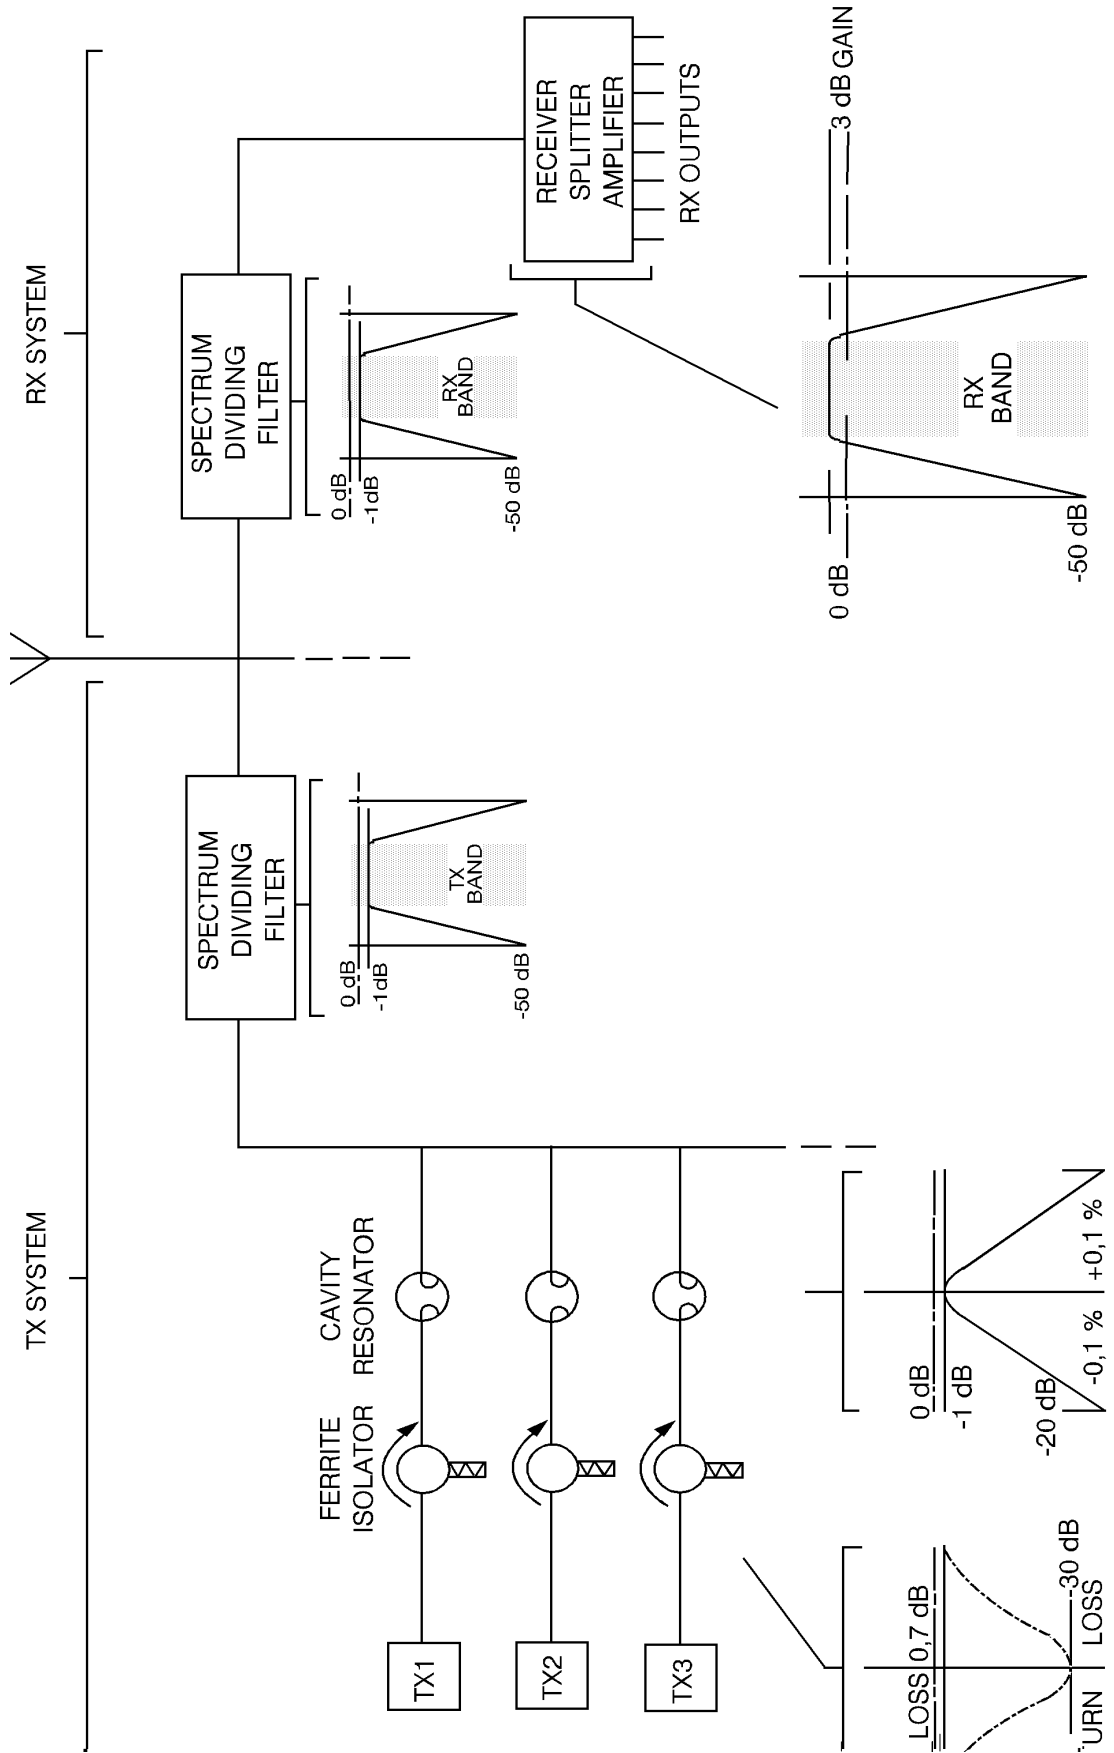 TX SYSTEM
RX SYSTEM
SPECTRUM
DIVIDING
FILTER
0 dB
-1dB
-50 dB
TX
BAND
SPECTRUM
DIVIDING
FILTER
0 dB
-1dB
-50 dB
RX
BAND
RECEIVER
SPLITTER
AMPLIFIER
RX OUTPUTS
FERRITE
ISOLATOR
CAVITY
RESONATOR
TX1
TX2
TX3
LOSS 0,7 dB
-30 dB
URN LOSS
0 dB
-1 dB
-20 dB
-0,1 % +0,1 %
0 dB
3 dB GAIN
-50 dB
RX
BAND